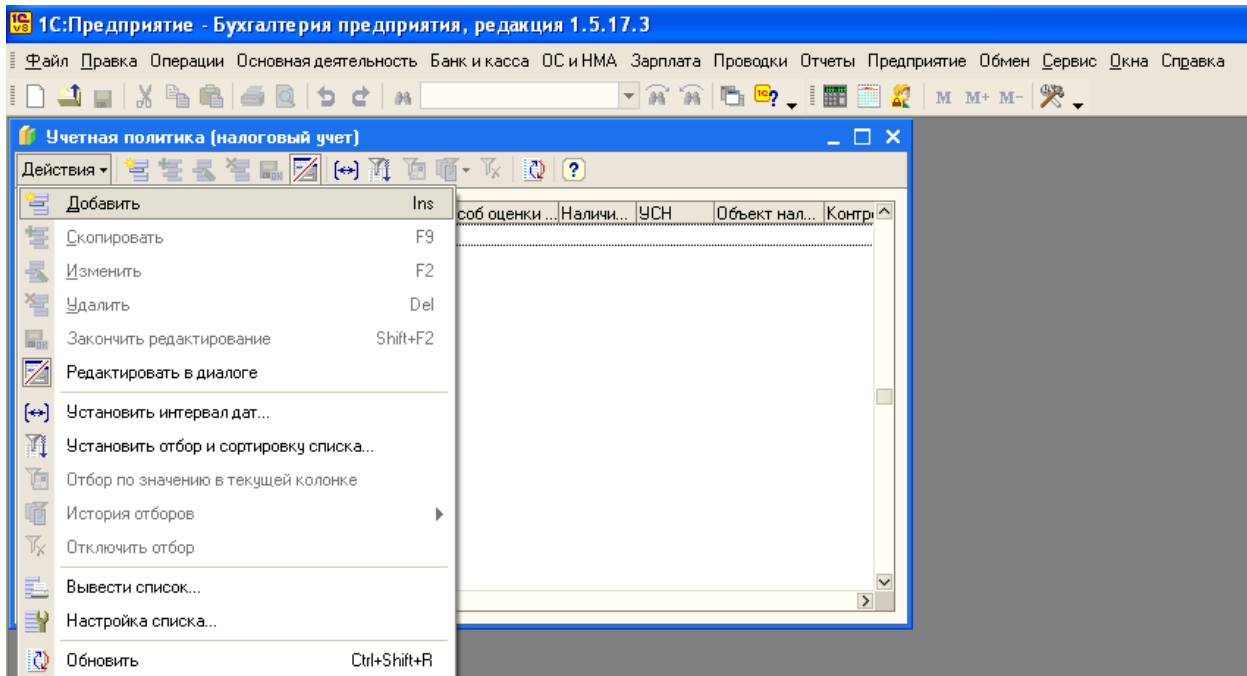 1С:Предприятие - Бухгалтерия предприятия, редакция 1.5.17.3
Файл Правка Операции Основная деятельность Банк и касса ОС и НМА Зарплата Проводки Отчеты Предприятие Обмен Сервис Окна Справка
M M+ M-
Учетная политика (налоговый учет)
Действия
соб оценки ... Наличи... УСН Объект нал... Контр
Добавить Ins
Скопировать F9
Изменить F2
Удалить Del
Закончить редактирование Shift+F2
Редактировать в диалоге
Установить интервал дат...
Установить отбор и сортировку списка...
Отбор по значению в текущей колонке
История отборов
Отключить отбор
Вывести список...
Настройка списка...
Обновить Ctrl+Shift+R